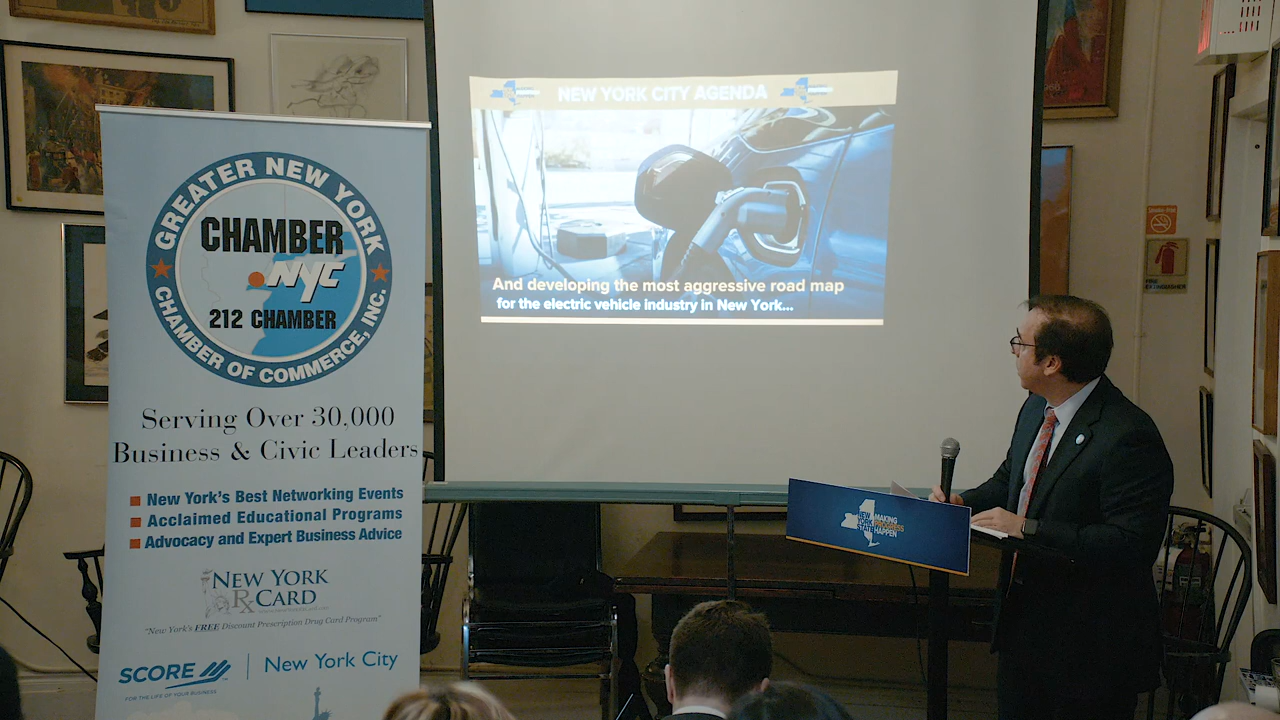 GREATER NEW YORK
CHAMBER OF COMMERCE, INC.
CHAMBER
.NYC
212 CHAMBER
Serving Over 30,000
Business & Civic Leaders
New York's Best Networking Events
Acclaimed Educational Programs
Advocacy and Expert Business Advice
NEW YORK
RX CARD
"New York's FREE Discount Prescription Drug Card Program"
SCORE
FOR THE LIFE OF YOUR BUSINESS
New York City
NEW YORK CITY AGENDA
And developing the most aggressive road map
for the electric vehicle industry in New York...
NEW YORK STATE
MAKING PROGRESS HAPPEN
FIRE
EXTINGUISHER